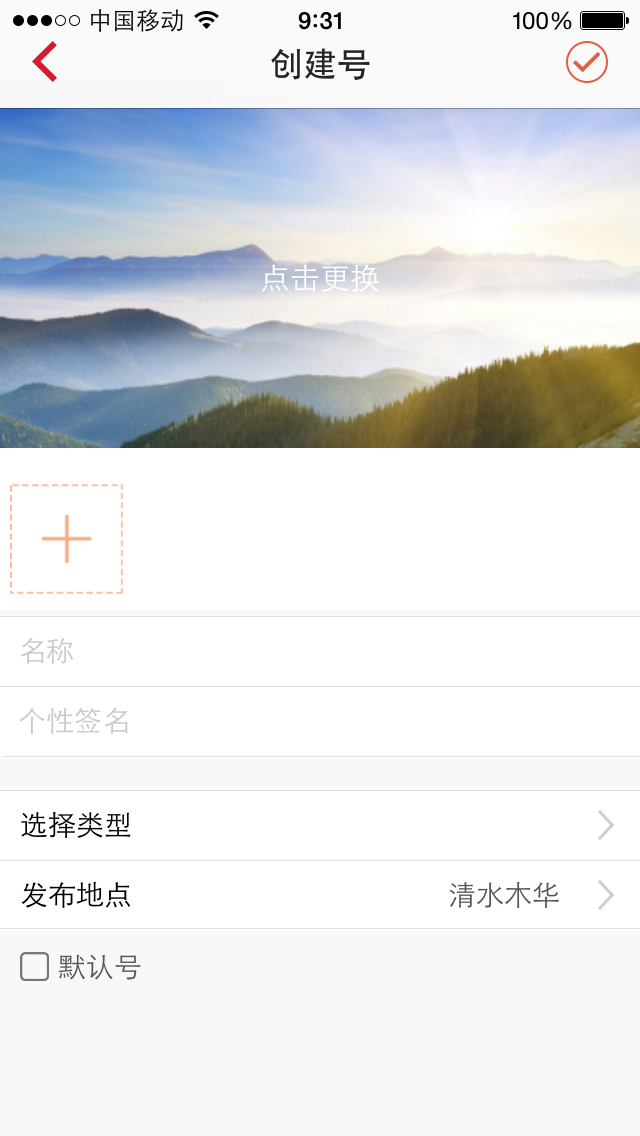 中国移动 9:31 100%
创建号
点击更换
名称
个性签名
选择类型
发布地点 清水木华
默认号